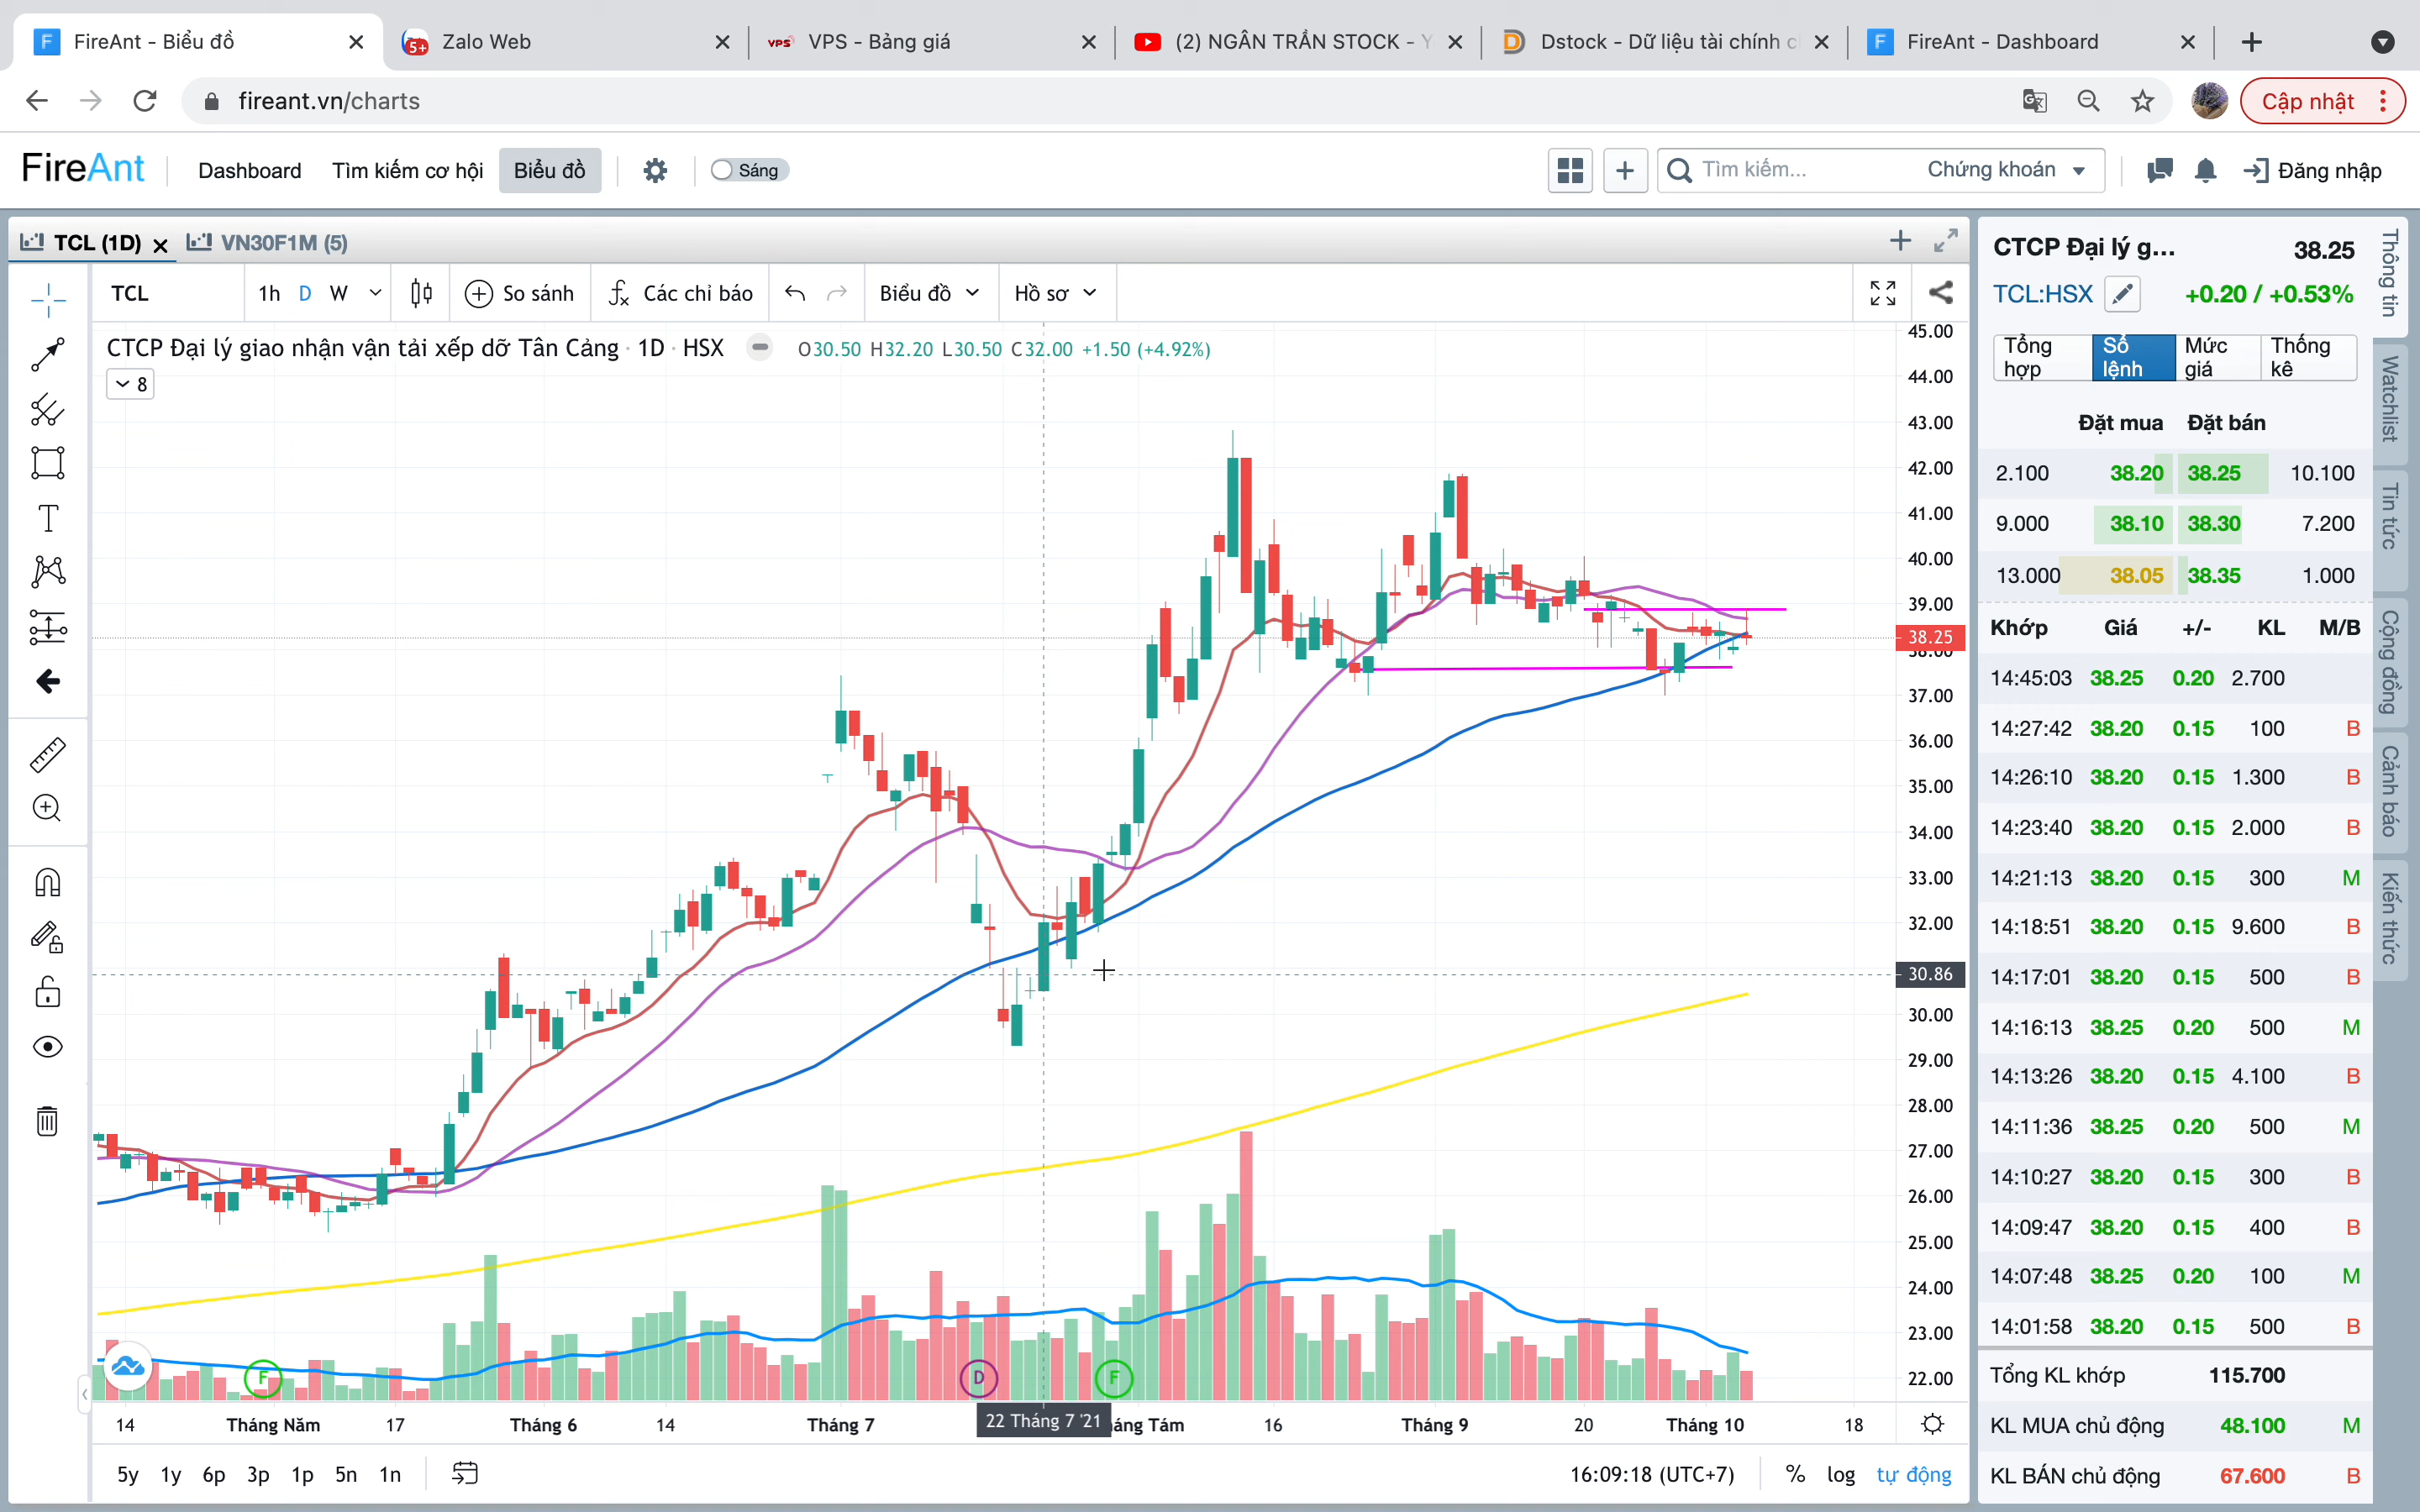 FireAnt - Biểu đồ
5+ Zalo Web
VPS VPS - Bảng giá
(2) NGÂN TRẦN STOCK - Y
Dstock - Dữ liệu tài chính c
FireAnt - Dashboard
fireant.vn/charts
Cập nhật
FireAnt
Dashboard Tìm kiếm cơ hội Biểu đồ Sáng
Tìm kiếm... Chứng khoán Đăng nhập
TCL (1D) VN30F1M (5)
TCL 1h D W So sánh Các chỉ báo Biểu đồ Hồ sơ
CTCP Đại lý giao nhận vận tải xếp dỡ Tân Cảng · 1D · HSX O30.50 H32.20 L30.50 C32.00 +1.50 (+4.92%)
8
45.00
44.00
43.00
42.00
41.00
40.00
39.00
38.25
38.00
37.00
36.00
35.00
34.00
33.00
32.00
30.86
30.00
29.00
28.00
27.00
26.00
25.00
24.00
23.00
22.00
F D F
14 Tháng Năm 17 Tháng 6 14 Tháng 7 22 Tháng 7 '21 áng Tám 16 Tháng 9 20 Tháng 10 18
5y 1y 6p 3p 1p 5n 1n
16:09:18 (UTC+7) % log tự động
CTCP Đại lý g... 38.25
TCL:HSX +0.20 / +0.53%
Tổng hợp Sổ lệnh Mức giá Thống kê
Đặt mua Đặt bán
2.100 38.20 38.25 10.100
9.000 38.10 38.30 7.200
13.000 38.05 38.35 1.000
Khớp Giá +/- KL M/B
14:45:03 38.25 0.20 2.700
14:27:42 38.20 0.15 100 B
14:26:10 38.20 0.15 1.300 B
14:23:40 38.20 0.15 2.000 B
14:21:13 38.20 0.15 300 M
14:18:51 38.20 0.15 9.600 B
14:17:01 38.20 0.15 500 B
14:16:13 38.25 0.20 500 M
14:13:26 38.20 0.15 4.100 B
14:11:36 38.25 0.20 500 M
14:10:27 38.20 0.15 300 B
14:09:47 38.20 0.15 400 B
14:07:48 38.25 0.20 100 M
14:01:58 38.20 0.15 500 B
Tổng KL khớp 115.700
KL MUA chủ động 48.100 M
KL BÁN chủ động 67.600 B
Thông tin
Watchlist
Tin tức
Cộng đồng
Cảnh báo
Kiến thức